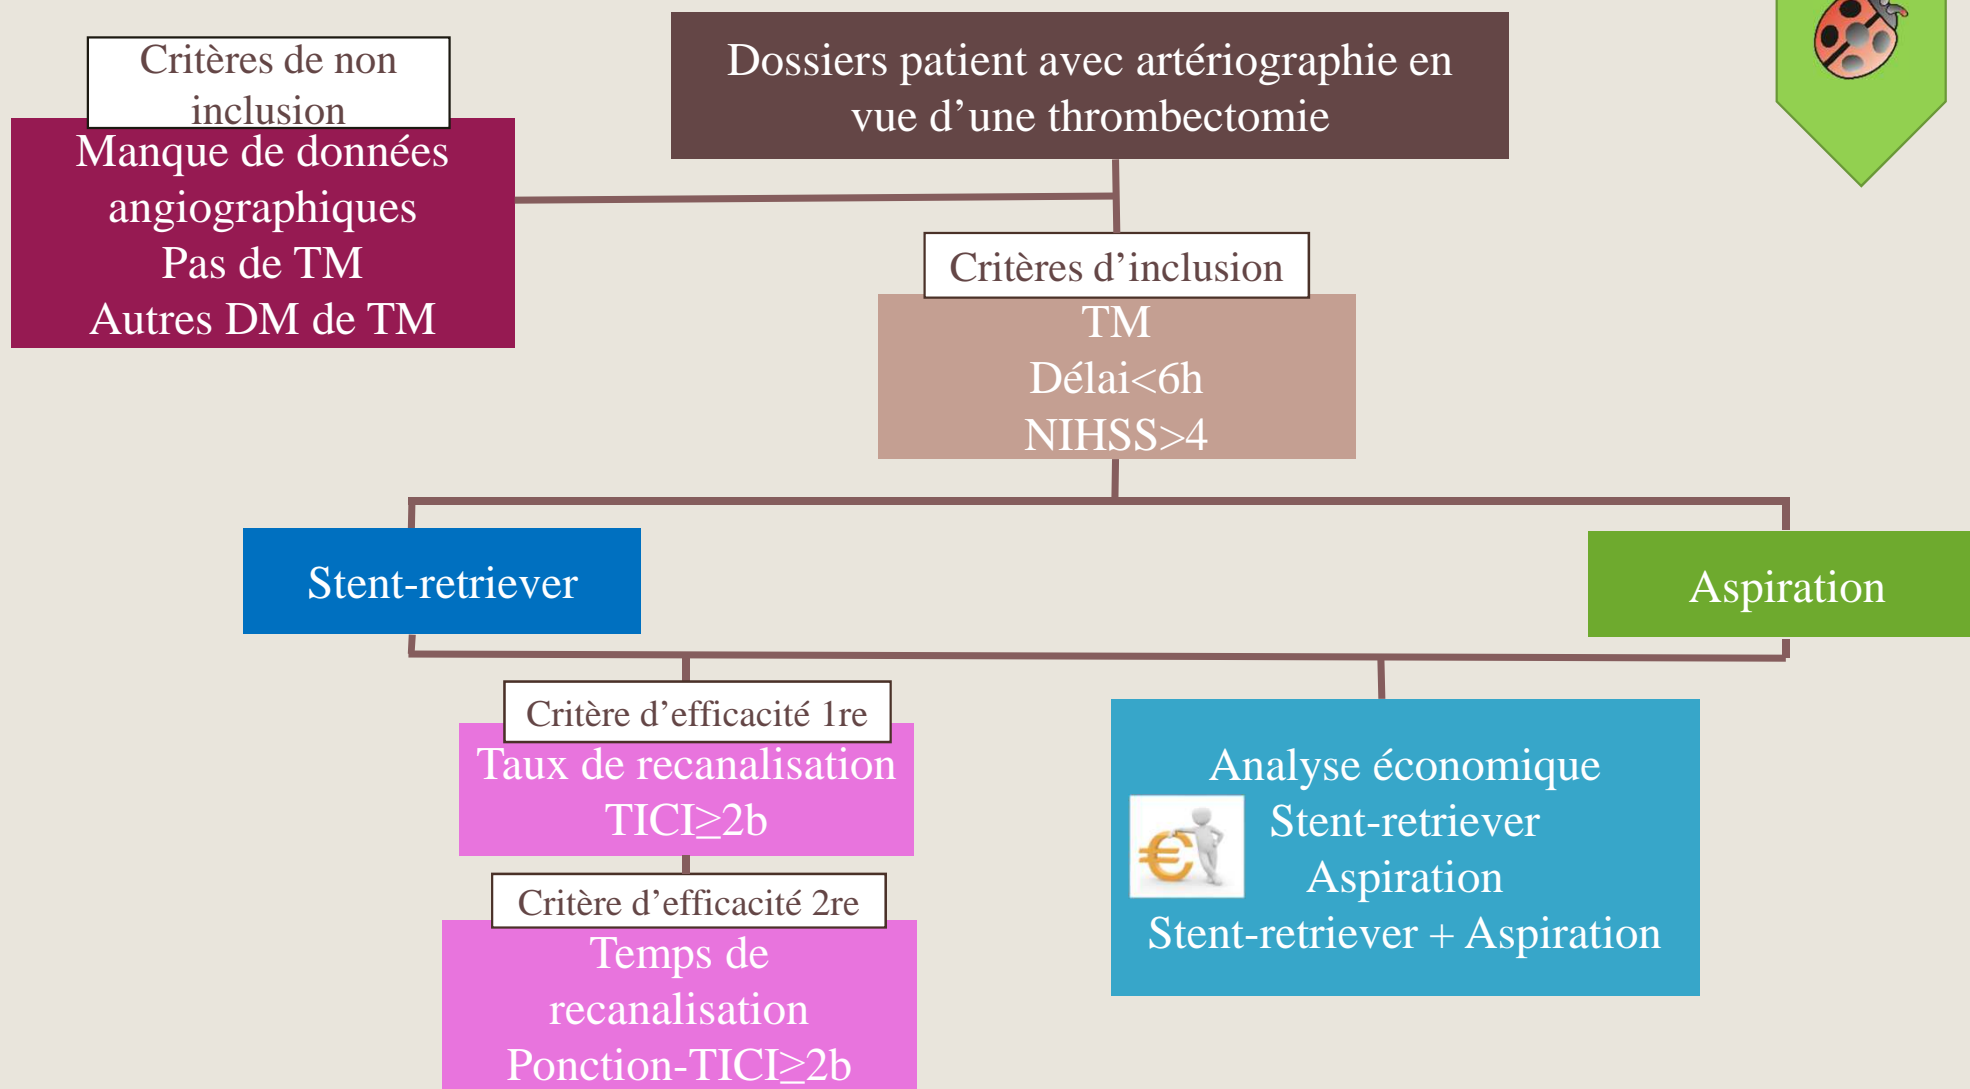 Critères de non
inclusion
Manque de données
angiographiques
Pas de TM
Autres DM de TM
Dossiers patient avec artériographie en
vue d’une thrombectomie
Critères d’inclusion
TM
Délai<6h
NIHSS>4
Stent-retriever
Aspiration
Critère d’efficacité 1re
Taux de recanalisation
TICI≥2b
Critère d’efficacité 2re
Temps de
recanalisation
Ponction-TICI≥2b
Analyse économique
Stent-retriever
Aspiration
Stent-retriever + Aspiration